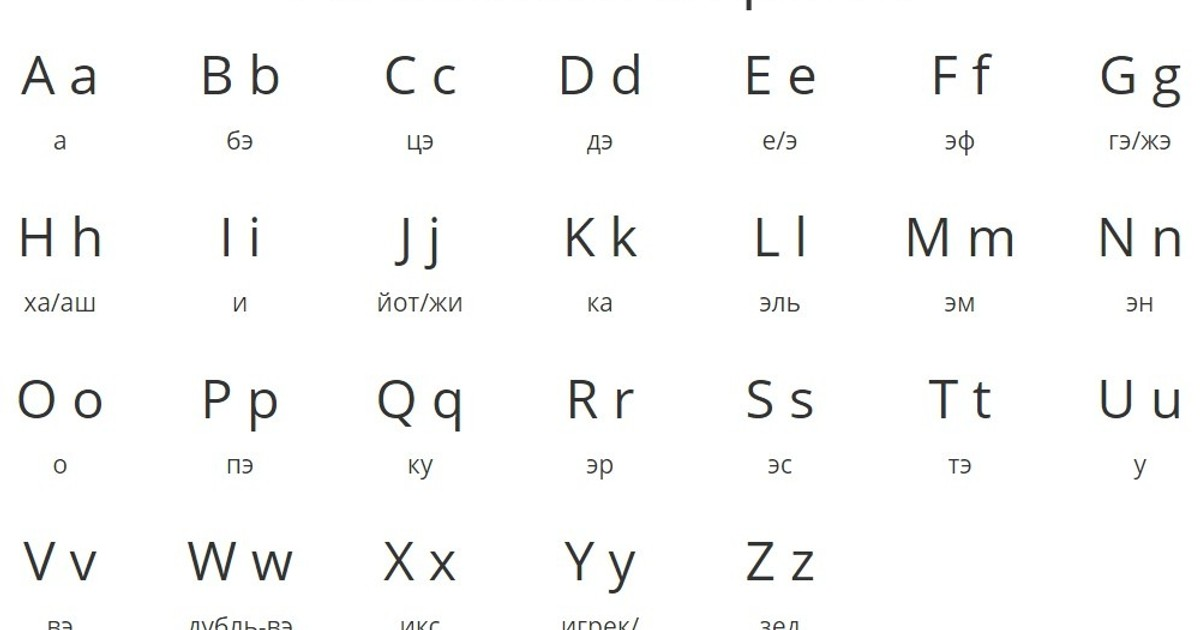 A a B b C c D d E e F f G g
а бэ цэ дэ е/э эф гэ/жэ
H h I i J j K k L l M m N n
ха/аш и йот/жи ка эль эм эн
O o P p Q q R r S s T t U u
о пэ ку эр эс тэ у
V v W w X x Y y Z z
вэ дубль-вэ икс игрек/ зед